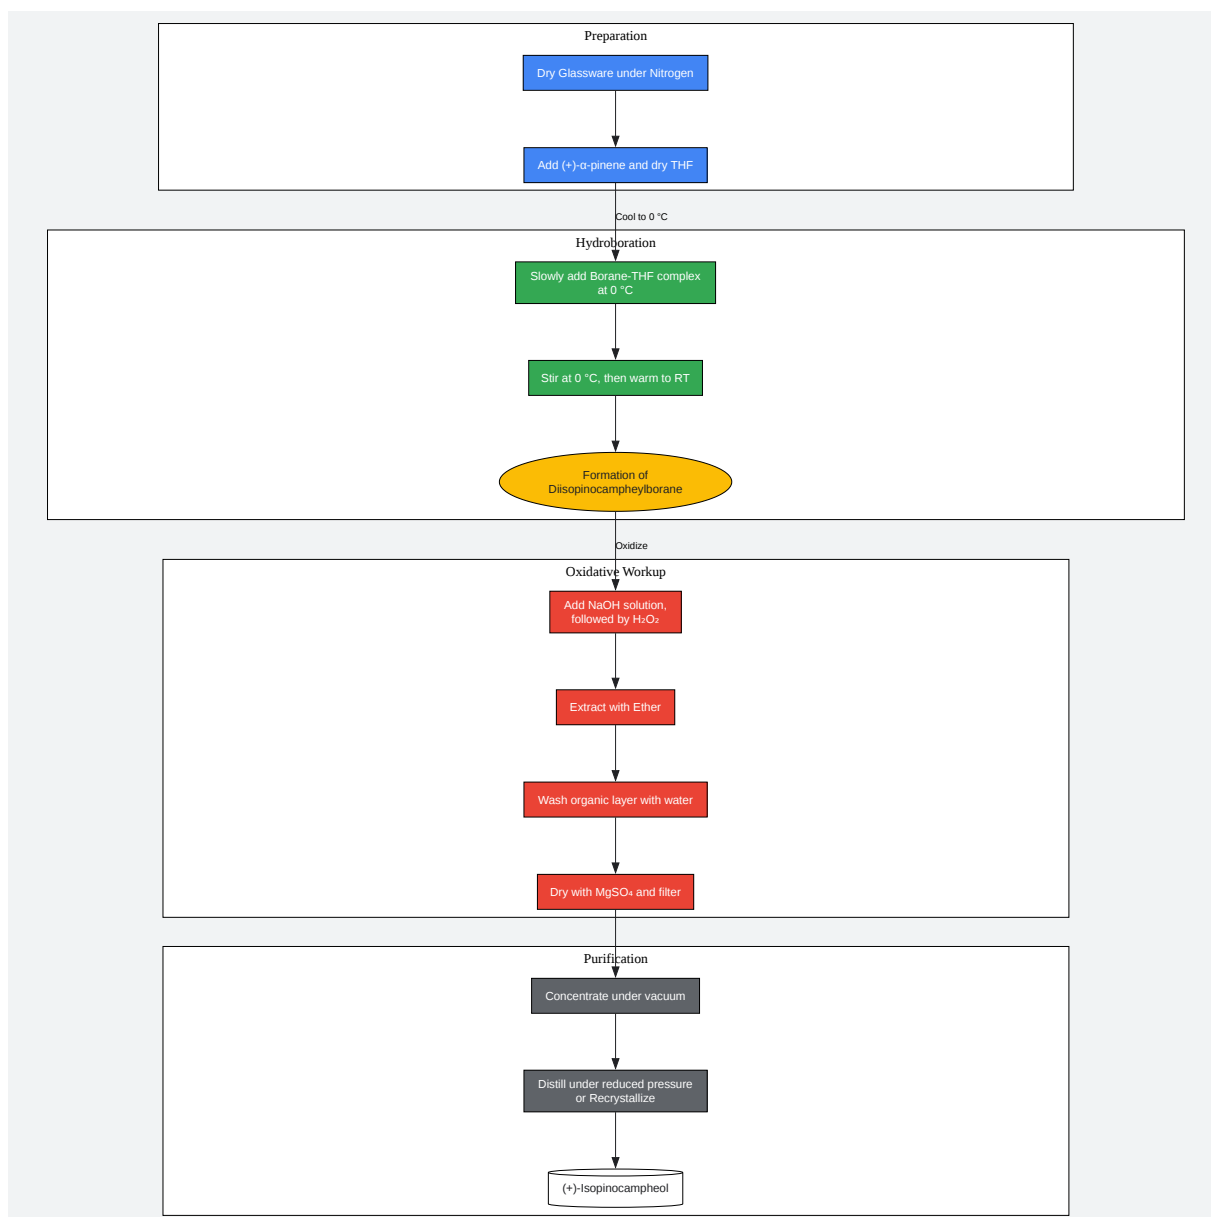 Preparation
Dry Glassware under Nitrogen
Add (+)-α-pinene and dry THF
Cool to 0 °C
Hydroboration
Slowly add Borane-THF complex
at 0 °C
Stir at 0 °C, then warm to RT
Formation of
Diisopinocampheylborane
Oxidize
Oxidative Workup
Add NaOH solution,
followed by H₂O₂
Extract with Ether
Wash organic layer with water
Dry with MgSO₄ and filter
Purification
Concentrate under vacuum
Distill under reduced pressure
or Recrystallize
(+)-Isopinocampheol